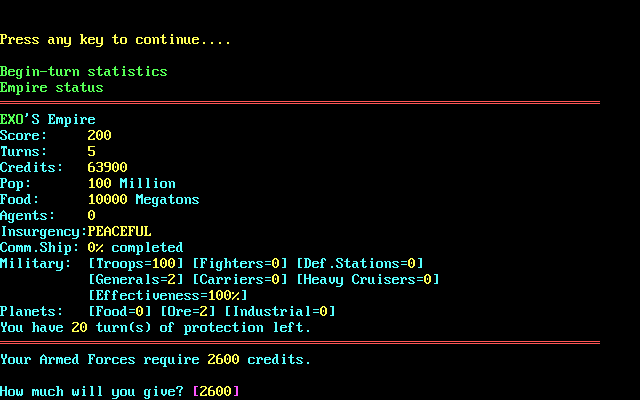 Press any key to continue....
Begin-turn statistics
Empire status
EXO'S Empire
Score: 200
Turns: 5
Credits: 63900
Pop: 100 Million
Food: 10000 Megatons
Agents: 0
Insurgency:PEACEFUL
Comm.Ship: 0% completed
Military: [Troops=100] [Fighters=0] [Def.Stations=0]
[Generals=2] [Carriers=0] [Heavy Cruisers=0]
[Effectiveness=100%]
Planets: [Food=0] [Ore=2] [Industrial=0]
You have 20 turn(s) of protection left.
Your Armed Forces require 2600 credits.
How much will you give? [2600]